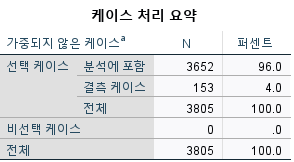 케이스 처리 요약
가중되지 않은 케이스a N 퍼센트
선택 케이스 분석에 포함 3652 96.0
결측 케이스 153 4.0
전체 3805 100.0
비선택 케이스 0 .0
전체 3805 100.0